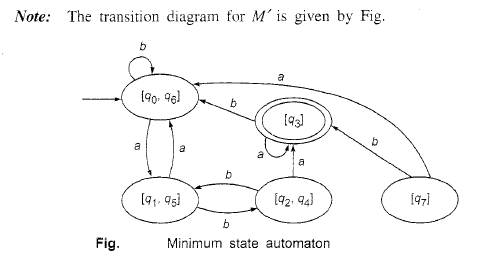 Note: The transition diagram for M′ is given by Fig.
b
a
[q0, q6]
b
[q3]
a
a
b
a
a
b
[q1, q5]
[q2, q4]
[q7]
b
Fig. Minimum state automaton